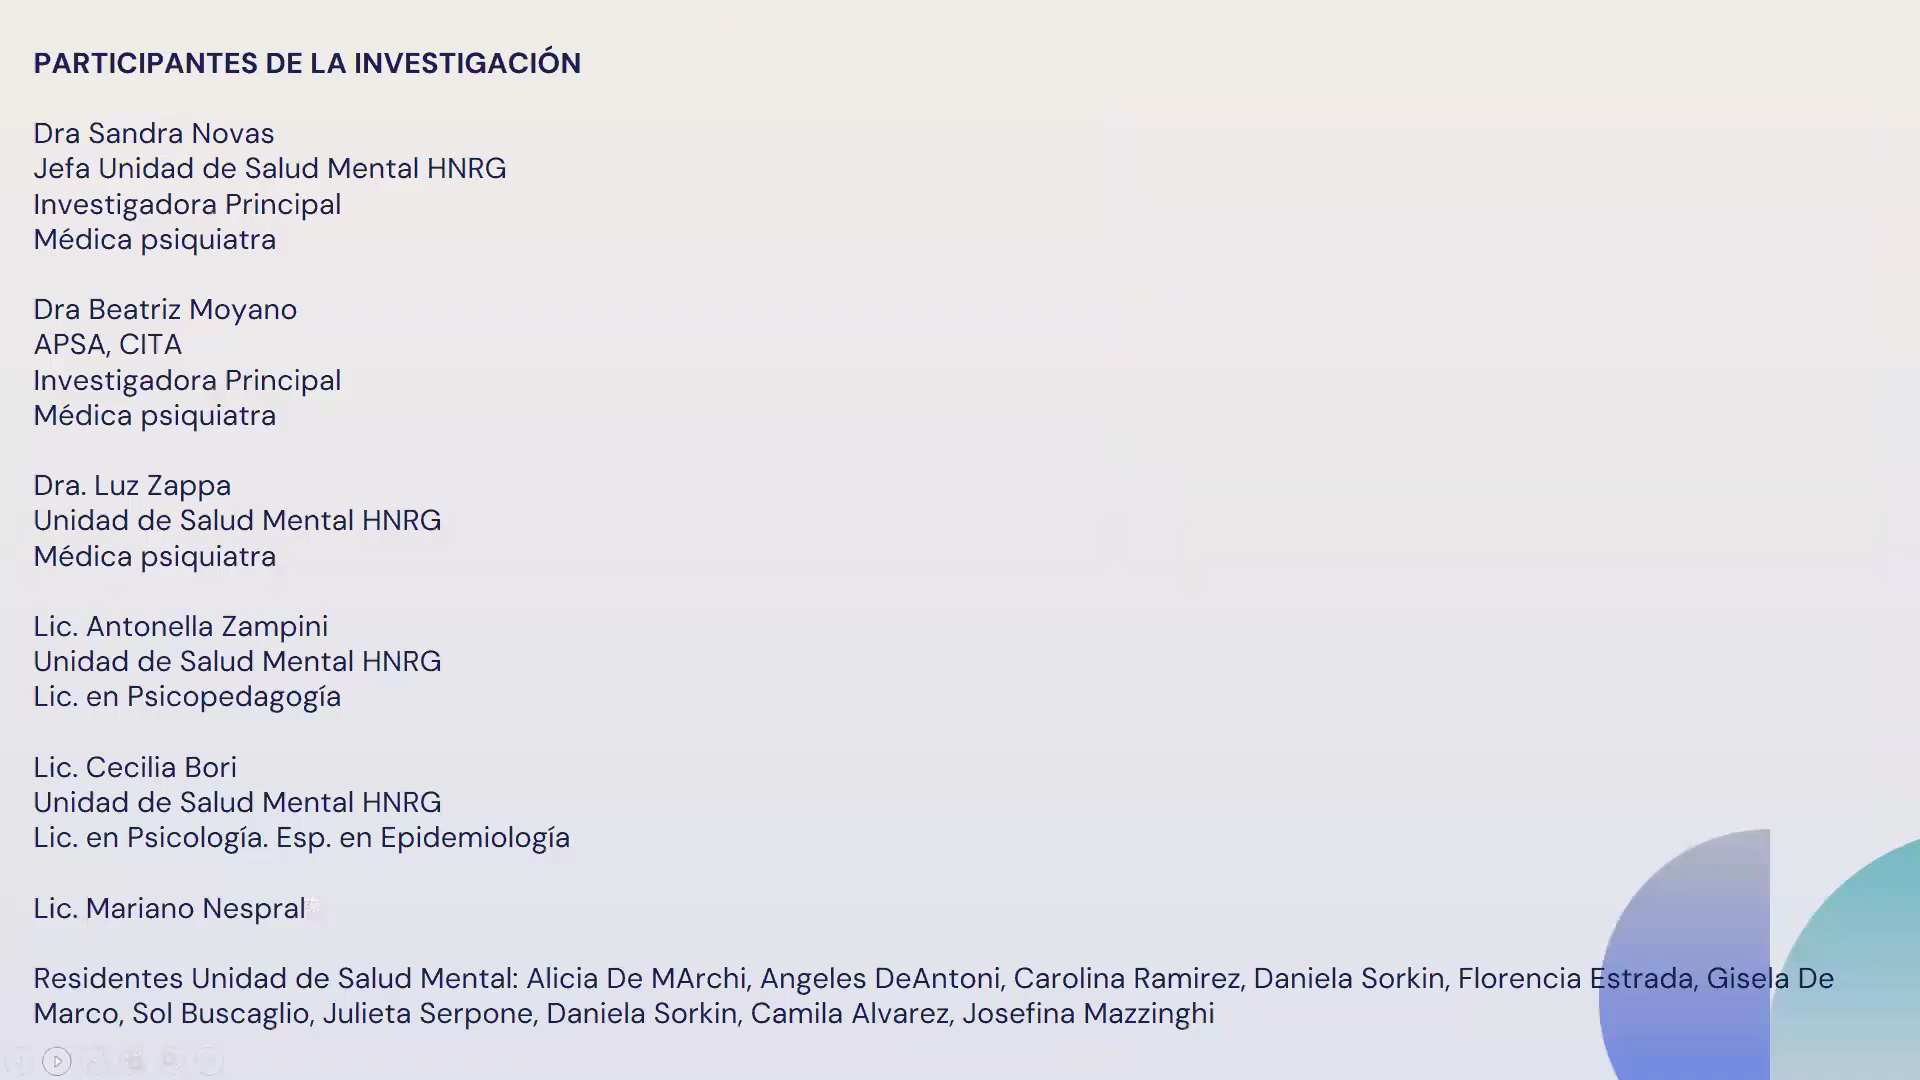 PARTICIPANTES DE LA INVESTIGACIÓN
Dra Sandra Novas
Jefa Unidad de Salud Mental HNRG
Investigadora Principal
Médica psiquiatra
Dra Beatriz Moyano
APSA, CITA
Investigadora Principal
Médica psiquiatra
Dra. Luz Zappa
Unidad de Salud Mental HNRG
Médica psiquiatra
Lic. Antonella Zampini
Unidad de Salud Mental HNRG
Lic. en Psicopedagogía
Lic. Cecilia Bori
Unidad de Salud Mental HNRG
Lic. en Psicología. Esp. en Epidemiología
Lic. Mariano Nespral
Residentes Unidad de Salud Mental: Alicia De MArchi, Angeles DeAntoni, Carolina Ramirez, Daniela Sorkin, Florencia Estrada, Gisela De
Marco, Sol Buscaglio, Julieta Serpone, Daniela Sorkin, Camila Alvarez, Josefina Mazzinghi